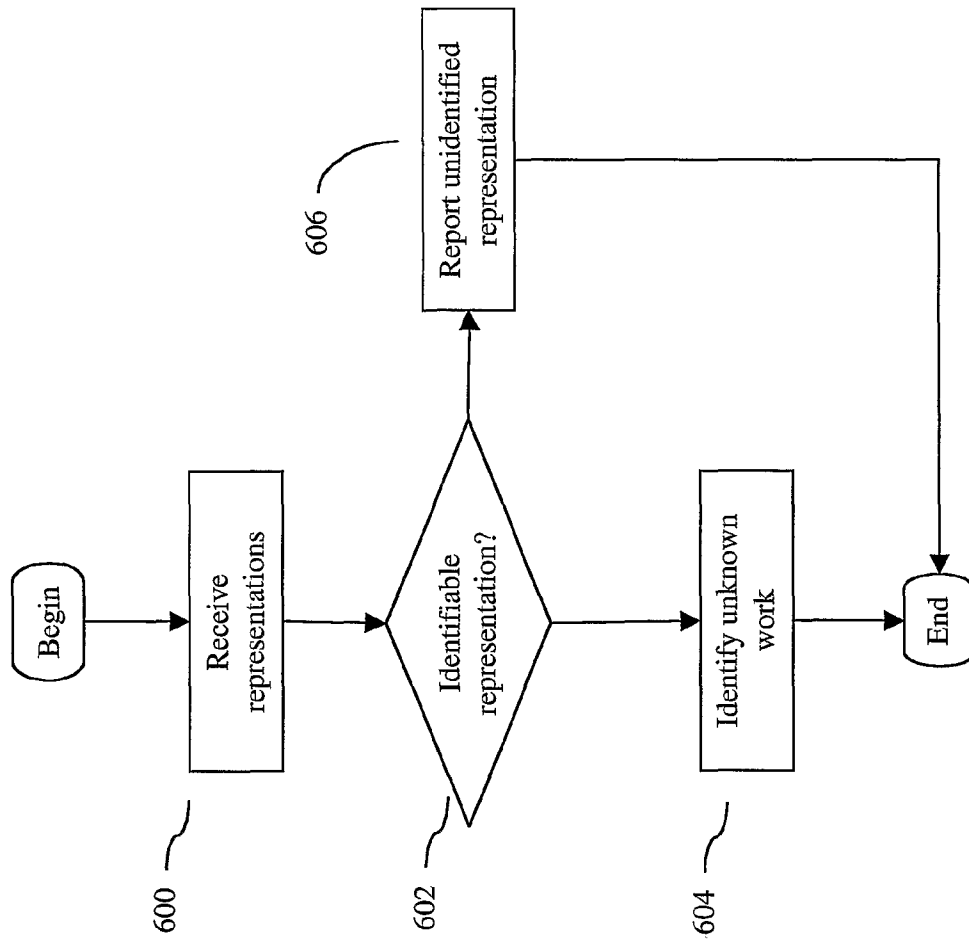 Begin
600
Receive
representations
602
Identifiable
representation?
606
Report unidentified
representation
604
Identify unknown
work
End